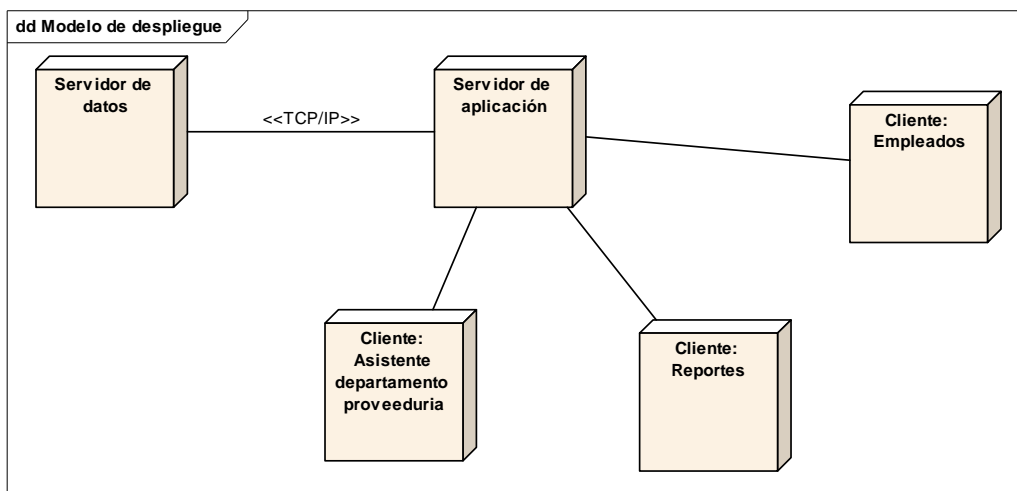 dd Modelo de despliegue
Servidor de
datos
<<TCP/IP>>
Servidor de
aplicación
Cliente:
Empleados
Cliente:
Asistente
departamento
proveeduria
Cliente:
Reportes